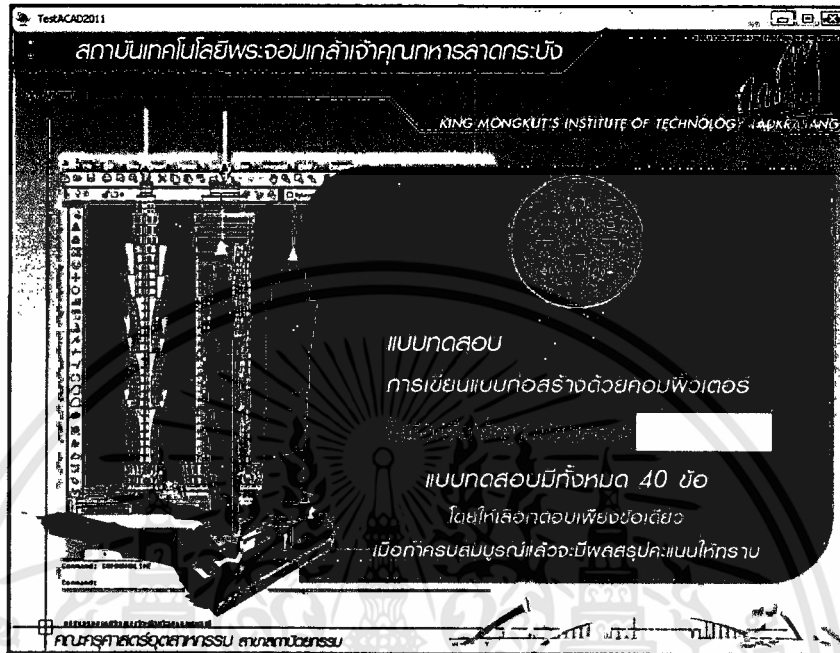 TestACAD2011
สถาบันเทคโนโลยีพระจอมเกล้าเจ้าคุณทหารลาดกระบัง
KING MONGKUT'S INSTITUTE OF TECHNOLOGY LADKRABANG
แบบทดสอบ
การเขียนแบบก่อสร้างด้วยคอมพิวเตอร์
แบบทดสอบมีทั้งหมด 40 ข้อ
โดยให้เลือกตอบเพียงข้อเดียว
เมื่อทำครบสมบูรณ์แล้วจะมีผลสรุปคะแนนให้ทราบ
Command: COMMANDLINE
Command:
คณะครุศาสตร์อุตสาหกรรม สาขาสถาปัตยกรรม